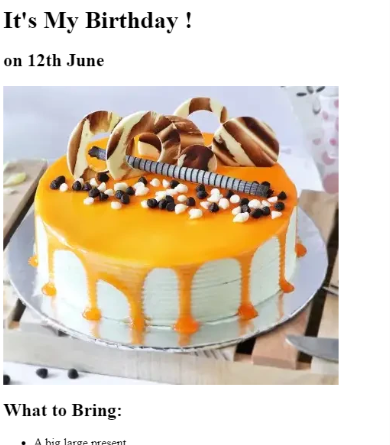 It's My Birthday !
on 12th June
What to Bring:
A big large present